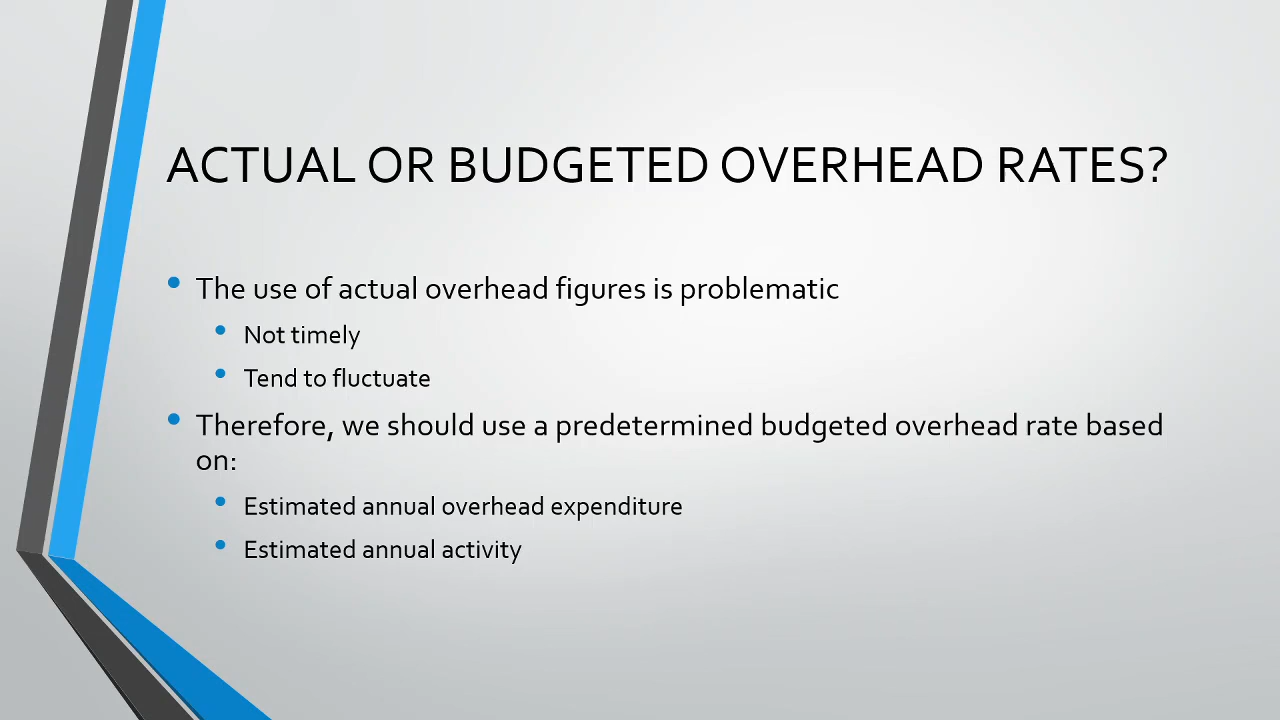 ACTUAL OR BUDGETED OVERHEAD RATES?
The use of actual overhead figures is problematic
Not timely
Tend to fluctuate
Therefore, we should use a predetermined budgeted overhead rate based
on:
Estimated annual overhead expenditure
Estimated annual activity